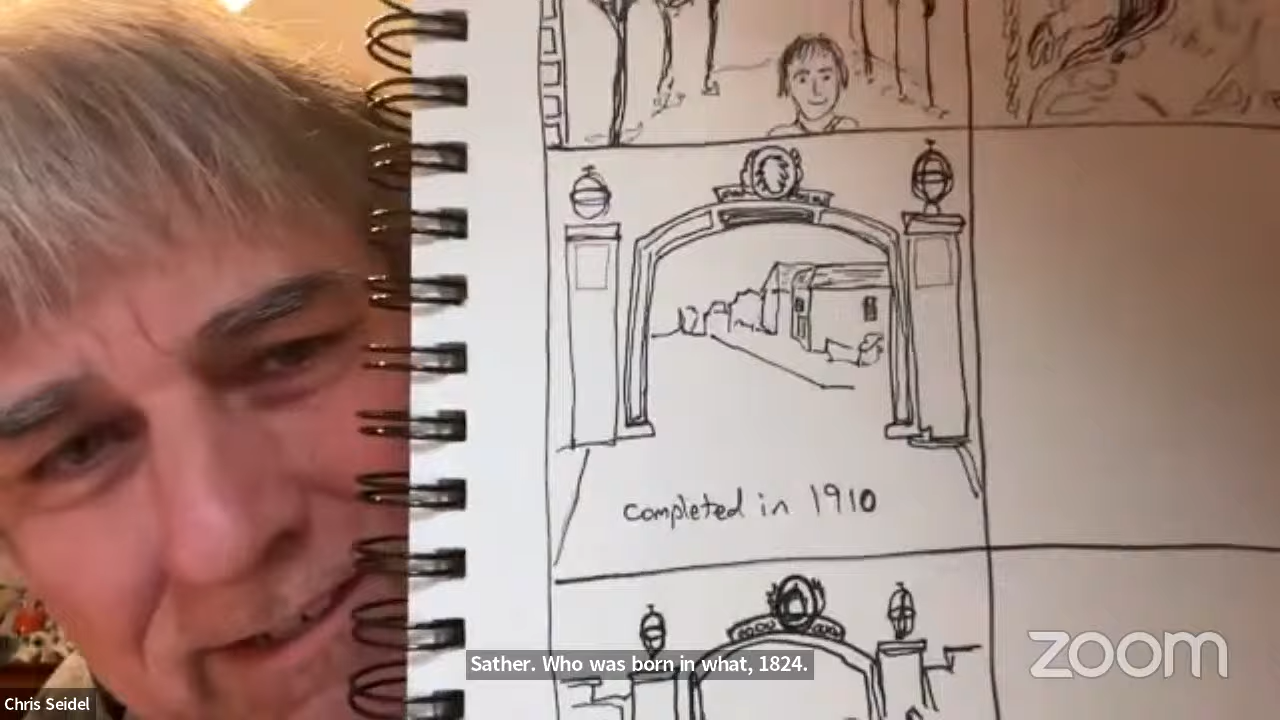 completed in 1910
Sather. Who was born in what, 1824.
zoom
Chris Seidel